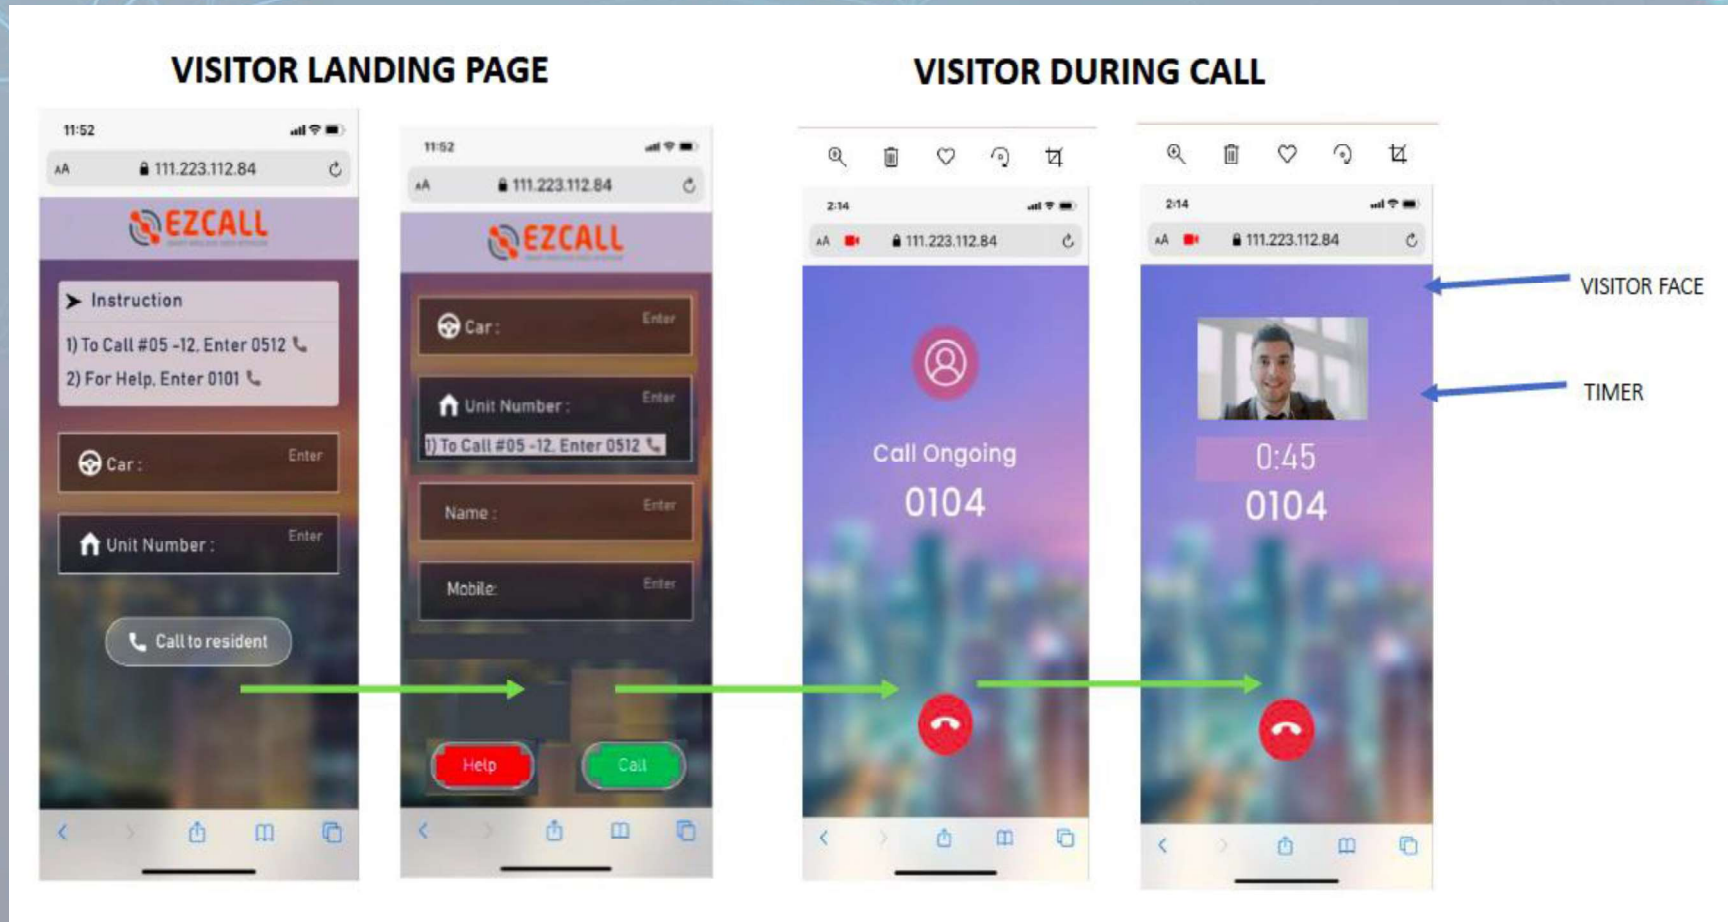 VISITOR LANDING PAGE
VISITOR DURING CALL
11:52
AA 111.223.112.84
EZCALL
Instruction
1) To Call #05 -12, Enter 0512
2) For Help, Enter 0101
Car : Enter
Unit Number : Enter
Call to resident
11:52
AA 111.223.112.84
EZCALL
Car : Enter
Unit Number : Enter
1) To Call #05 -12, Enter 0512
Name : Enter
Mobile: Enter
Help Call
2:14
AA 111.223.112.84
Call Ongoing
0104
2:14
AA 111.223.112.84
0:45
0104
VISITOR FACE
TIMER